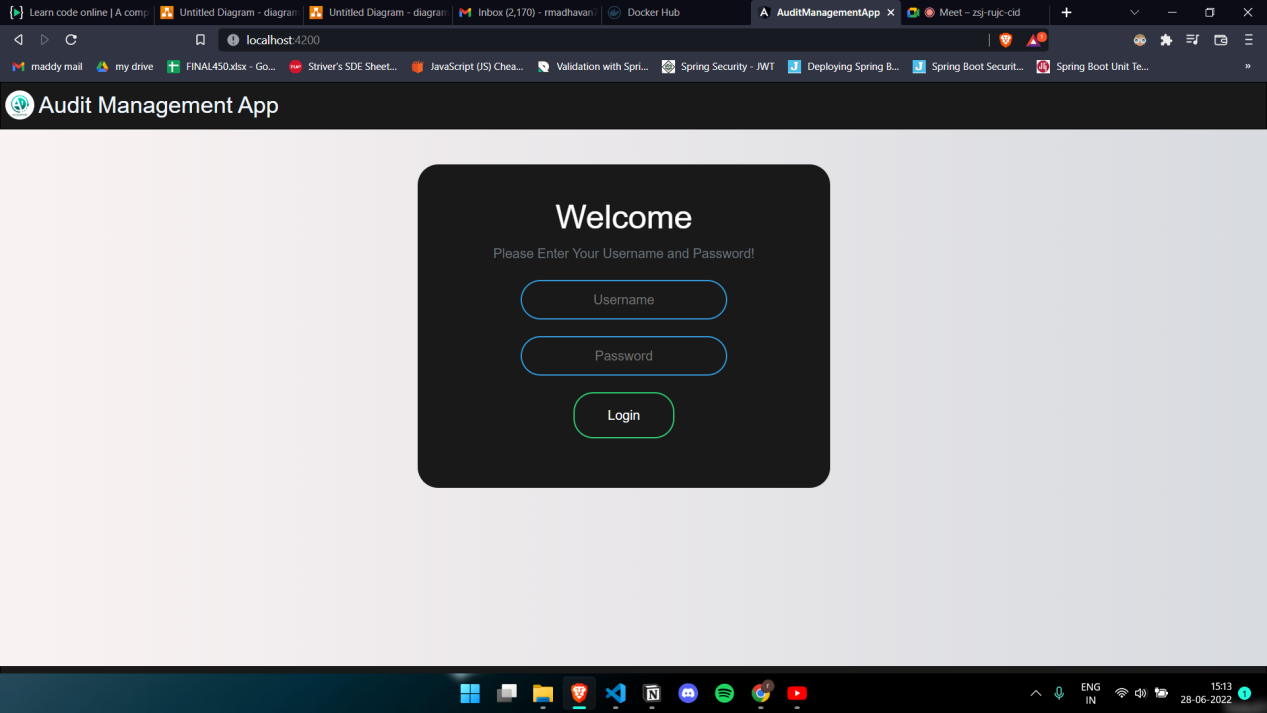 Learn code online | A comp
Untitled Diagram - diagram
Untitled Diagram - diagram
Inbox (2,170) - rmadhavan7
Docker Hub
AuditManagementApp
Meet – zsj-rujc-cid
localhost:4200
1
maddy mail
my drive
FINAL450.xlsx - Go...
Striver's SDE Sheet...
JavaScript (JS) Chea...
Validation with Spri...
Spring Security - JWT
Deploying Spring B...
Spring Boot Securit...
Spring Boot Unit Te...
»
Audit Management App
Welcome
Please Enter Your Username and Password!
Username
Password
Login
ENG
IN
15:13
28-06-2022
1